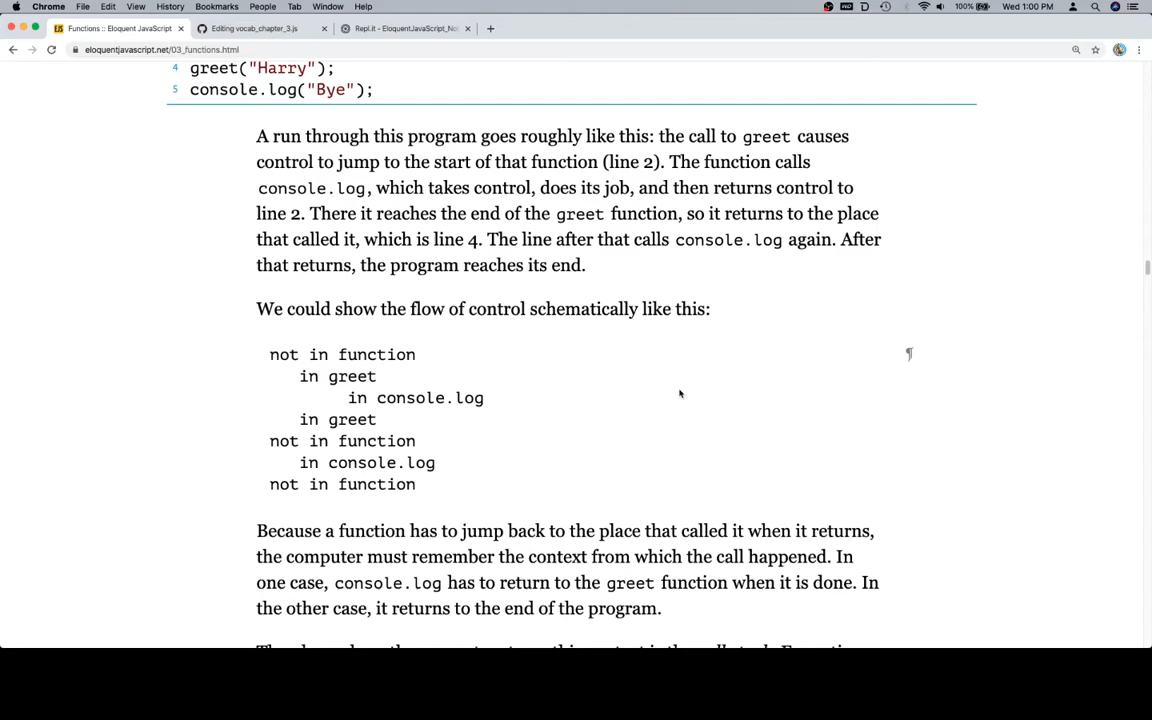 Chrome File Edit View History Bookmarks People Tab Window Help 100% Wed 1:00 PM
Functions :: Eloquent JavaScript Editing vocab_chapter_3.js Repl.it - EloquentJavaScript_No
eloquentjavascript.net/03_functions.html
4 greet("Harry");
5 console.log("Bye");
A run through this program goes roughly like this: the call to greet causes
control to jump to the start of that function (line 2). The function calls
console.log, which takes control, does its job, and then returns control to
line 2. There it reaches the end of the greet function, so it returns to the place
that called it, which is line 4. The line after that calls console.log again. After
that returns, the program reaches its end.
We could show the flow of control schematically like this:
not in function ¶
in greet
in console.log
in greet
not in function
in console.log
not in function
Because a function has to jump back to the place that called it when it returns,
the computer must remember the context from which the call happened. In
one case, console.log has to return to the greet function when it is done. In
the other case, it returns to the end of the program.